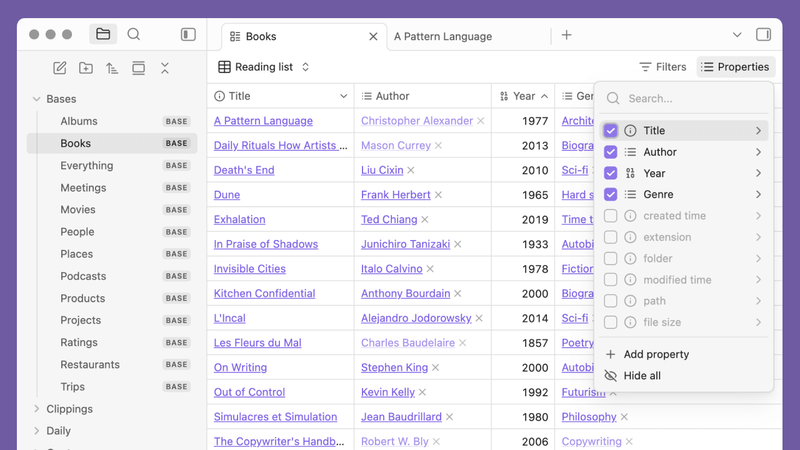 Books
A Pattern Language
Reading list
Filters
Properties
Bases
Albums BASE
Books BASE
Everything BASE
Meetings BASE
Movies BASE
People BASE
Places BASE
Podcasts BASE
Products BASE
Projects BASE
Ratings BASE
Restaurants BASE
Trips BASE
Clippings
Daily
Title Author Year
A Pattern Language Christopher Alexander 1977
Daily Rituals How Artists ... Mason Currey 2013
Death's End Liu Cixin 2010 Sci-fi
Dune Frank Herbert 1965 Hard s
Exhalation Ted Chiang 2019 Time t
In Praise of Shadows Junichiro Tanizaki 1933 Autobi
Invisible Cities Italo Calvino 1978 Fiction
Kitchen Confidential Anthony Bourdain 2000 Biogra
L'Incal Alejandro Jodorowsky 2014 Sci-fi
Les Fleurs du Mal Charles Baudelaire 1857 Poetry
On Writing Stephen King 2000 Autobi
Out of Control Kevin Kelly 1992 Futurism
Simulacres et Simulation Jean Baudrillard 1980 Philosophy
The Copywriter's Handb... Robert W. Bly 2006 Copywriting
Search...
Title
Author
Year
Genre
created time
extension
folder
modified time
path
file size
Add property
Hide all